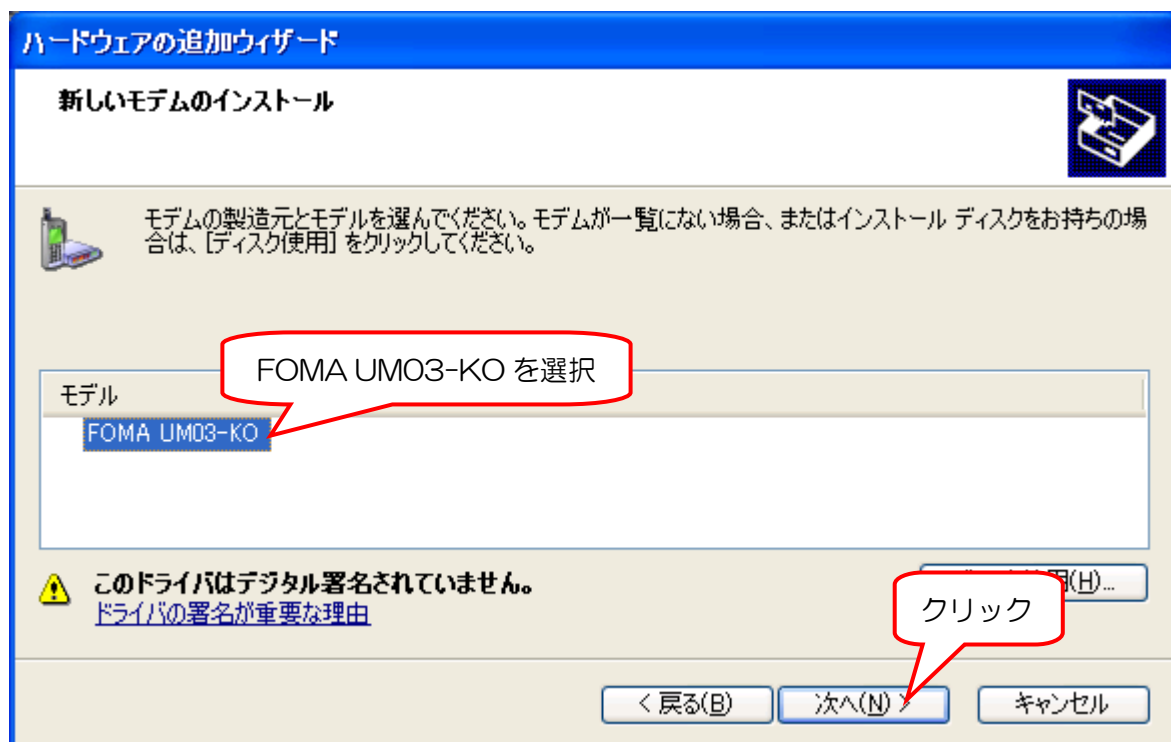 ハードウェアの追加ウィザード
新しいモデムのインストール
モデムの製造元とモデルを選んでください。モデムが一覧にない場合、またはインストール ディスクをお持ちの場
合は、[ディスク使用] をクリックしてください。
FOMA UM03-KO を選択
モデル
FOMA UM03-KO
このドライバはデジタル署名されていません。
ドライバの署名が重要な理由
(H)...
クリック
< 戻る(B)
次へ(N) >
キャンセル